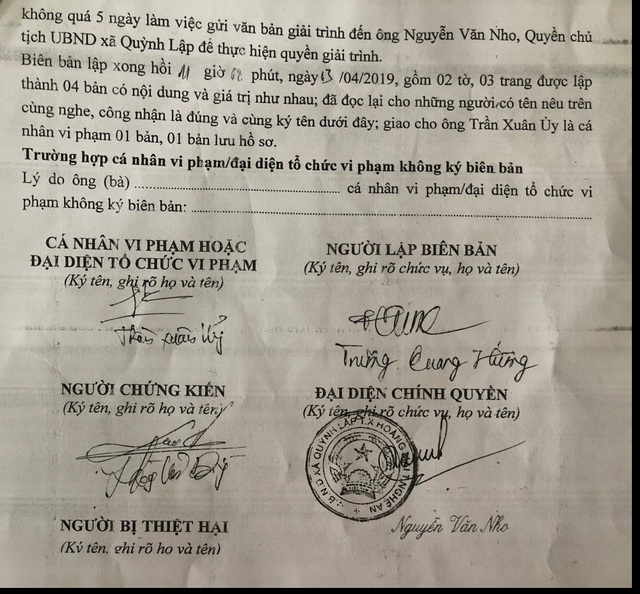 không quá 5 ngày làm việc gửi văn bản giải trình đến ông Nguyễn Văn Nho, Quyền chủ
tịch UBND xã Quỳnh Lập để thực hiện quyền giải trình.
Biên bản lập xong hồi 11 giờ phút, ngày 13 /04/2019, gồm 02 tờ, 03 trang được lập
thành 04 bản có nội dung và giá trị như nhau; đã đọc lại cho những người có tên nêu trên
cùng nghe, công nhận là đúng và cùng ký tên dưới đây; giao cho ông Trần Xuân Ủy là cá
nhân vi phạm 01 bản, 01 bản lưu hồ sơ.
Trường hợp cá nhân vi phạm/đại diện tổ chức vi phạm không ký biên bản
Lý do ông (bà) ........................................ cá nhân vi phạm/đại diện tổ chức vi
phạm không ký biên bản: ................................................................................
CÁ NHÂN VI PHẠM HOẶC
ĐẠI DIỆN TỔ CHỨC VI PHẠM
(Ký tên, ghi rõ họ và tên)
Trần Xuân Uỷ
NGƯỜI LẬP BIÊN BẢN
(Ký tên, ghi rõ chức vụ, họ và tên)
Trương Quang Hường
NGƯỜI CHỨNG KIẾN
(Ký tên, ghi rõ họ và tên)
ĐẠI DIỆN CHÍNH QUYỀN
(Ký tên, ghi rõ chức vụ, họ và tên)
U.B.N.D XÃ QUỲNH LẬP T.X HOÀNG MAI T.NGHỆ AN
Nguyễn Văn Nho
NGƯỜI BỊ THIỆT HẠI
(Ký tên, ghi rõ họ và tên)